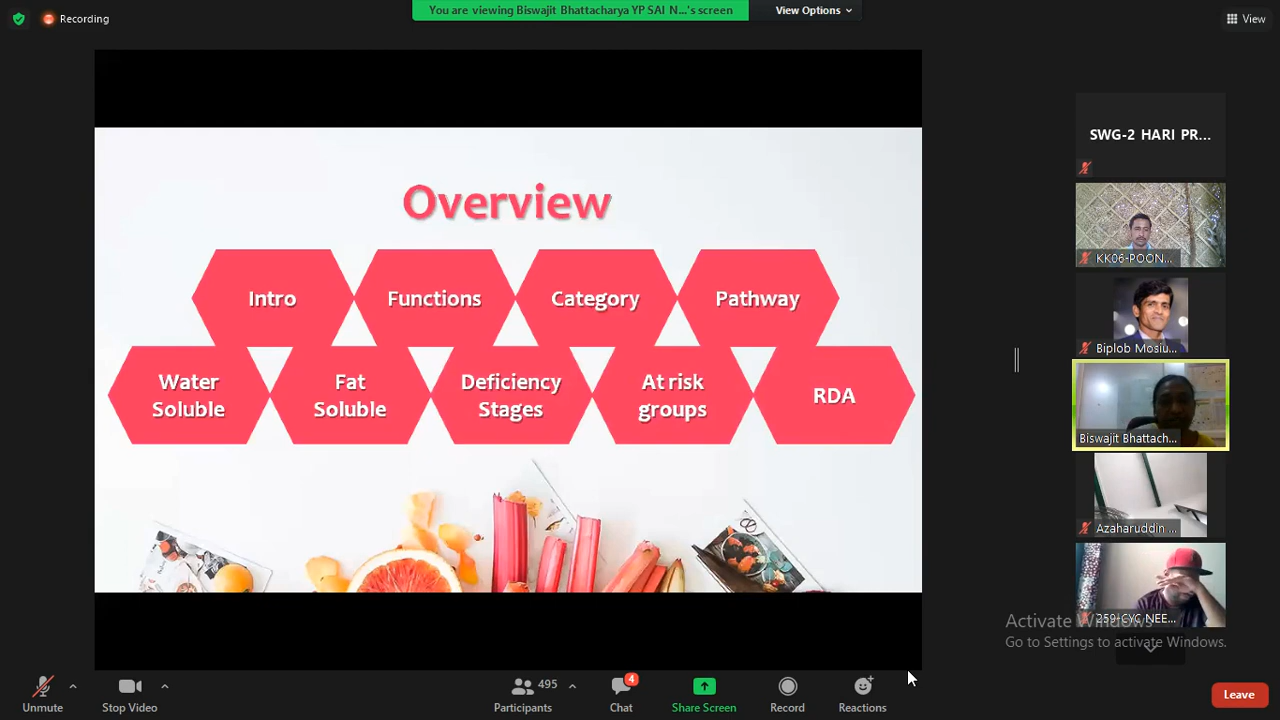 Recording
You are viewing Biswajit Bhattacharya YP SAI N...'s screen
View Options
View
Overview
Intro
Functions
Category
Pathway
Water
Soluble
Fat
Soluble
Deficiency
Stages
At risk
groups
RDA
SWG-2 HARI PR...
KK06-POON...
Biplob Mosiu...
Biswajit Bhattach...
Azaharuddin ...
259-CYC NEE...
Activate Windows
Go to Settings to activate Windows.
Unmute
Stop Video
495
Participants
4
Chat
Share Screen
Record
Reactions
Leave